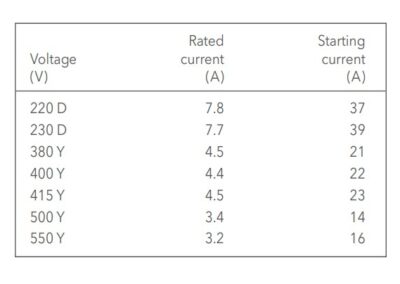 Voltage (V) Rated current (A) Starting current (A)
220 D 7.8 37
230 D 7.7 39
380 Y 4.5 21
400 Y 4.4 22
415 Y 4.5 23
500 Y 3.4 14
550 Y 3.2 16